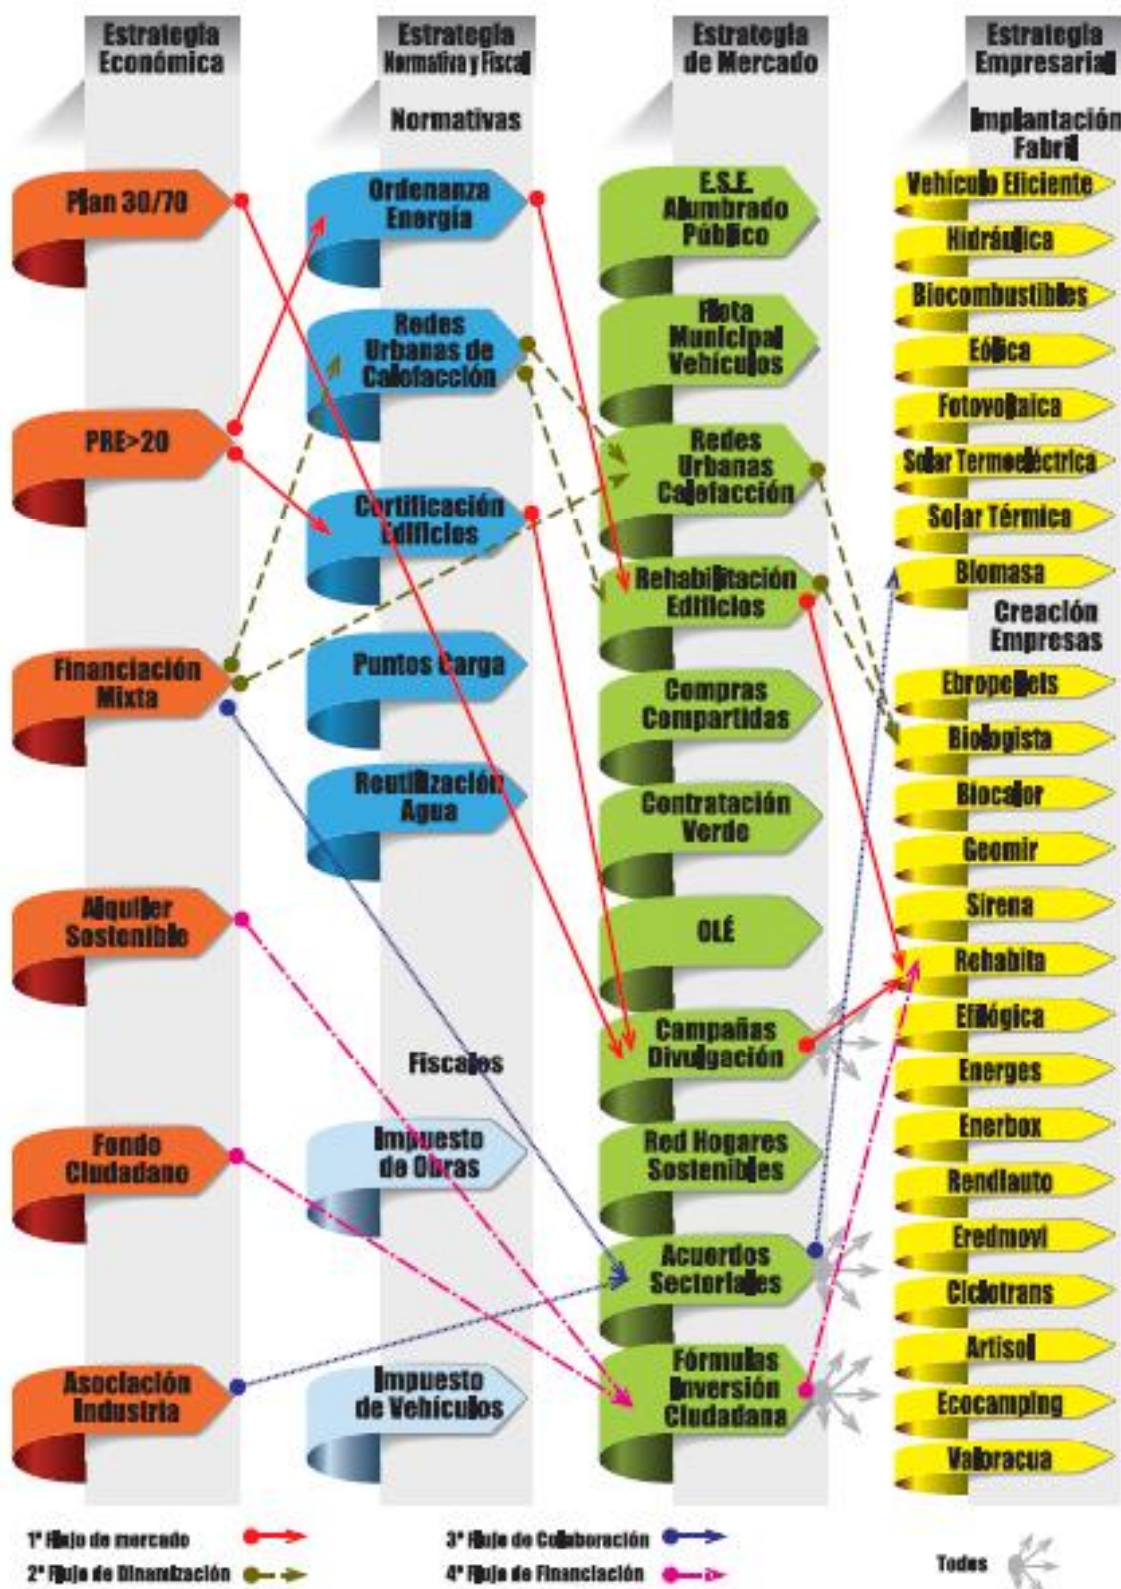 Estrategia
Económica
Plan 30/70
PRE>20
Financiación
Mixta
Alquiler
Sostenible
Fondo
Ciudadano
Asociación
Industria
Estrategia
Normativa y Fiscal
Normativas
Ordenanza
Energía
Redes
Urbanas de
Calefacción
Certificación
Edificios
Puntos Carga
Reutilización
Agua
Fiscales
Impuesto
de Obras
Impuesto
de Vehículos
Estrategia
de Mercado
E.S.E.
Alumbrado
Público
Flota
Municipal
Vehículos
Redes
Urbanas
Calefacción
Rehabilitación
Edificios
Compras
Compartidas
Contratación
Verde
OLÉ
Campañas
Divulgación
Red Hogares
Sostenibles
Acuerdos
Sectoriales
Fórmulas
Inversión
Ciudadana
Estrategia
Empresarial
Implantación
Fabril
Vehículo Eficiente
Hidráulica
Biocombustibles
Eólica
Fotovoltaica
Solar Termoeléctrica
Solar Térmica
Biomasa
Creación
Empresas
Ebropellets
Biologista
Biocalor
Geomir
Sirena
Rehabita
Efilógica
Energes
Enerbox
Rendiauto
Eredmovi
Ciclotrans
Artisol
Ecocamping
Valoracua
1º Flujo de mercado
2º Flujo de Dinamización
3º Flujo de Colaboración
4º Flujo de Financiación
Todos